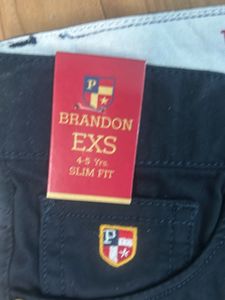 P
BRANDON
EXS
4-5 Yrs.
SLIM FIT
P